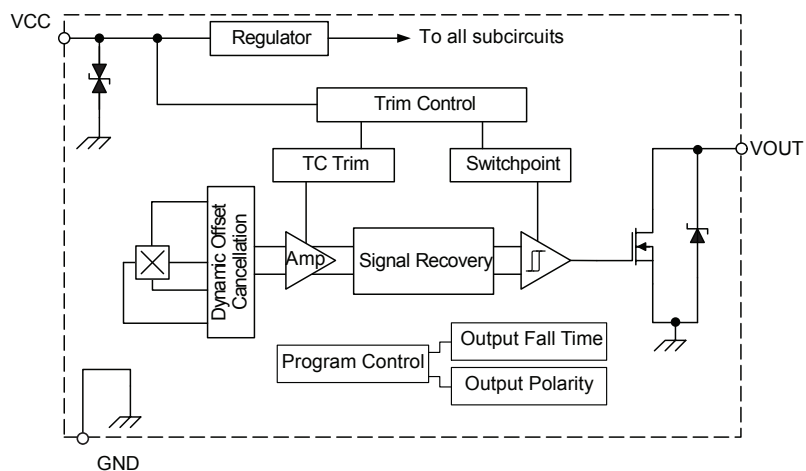 VCC
Regulator
To all subcircuits
Trim Control
TC Trim
Switchpoint
VOUT
Dynamic Offset
Cancellation
Amp
Signal Recovery
Output Fall Time
Program Control
Output Polarity
GND